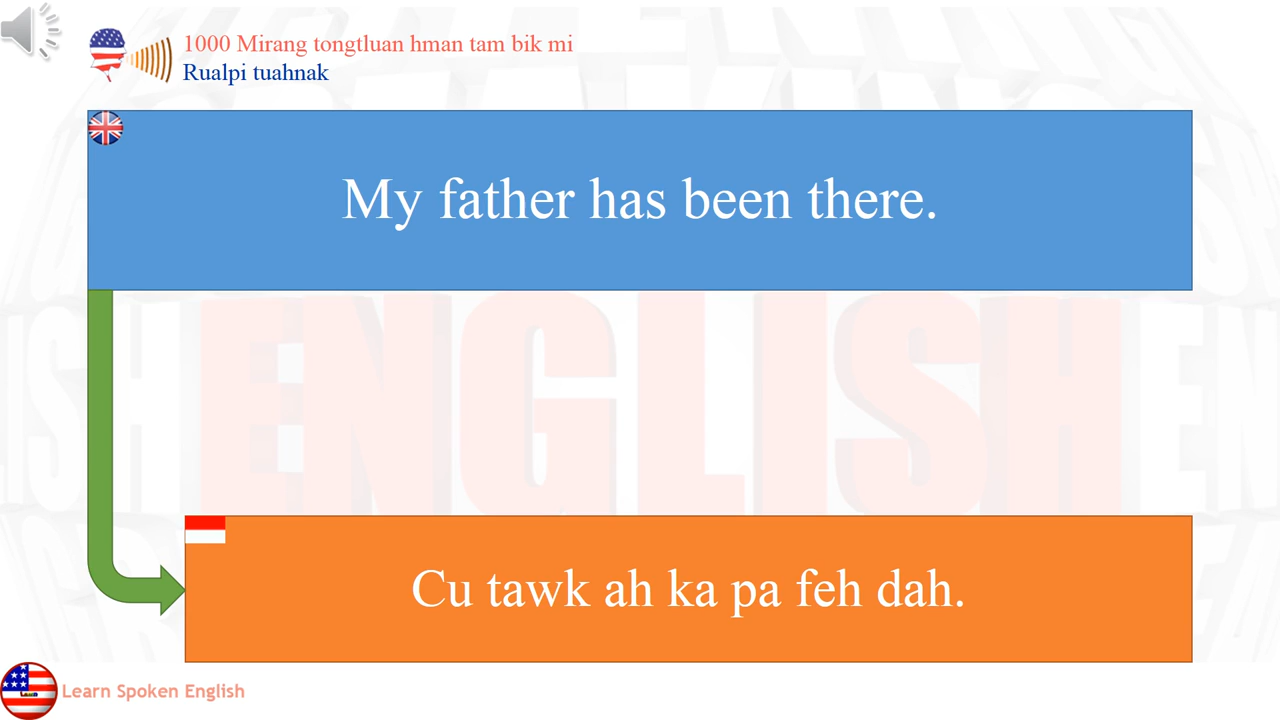 1000 Mirang tongtluan hman tam bik mi
Rualpi tuahnak
My father has been there.
Cu tawk ah ka pa feh dah.
Learn Spoken English